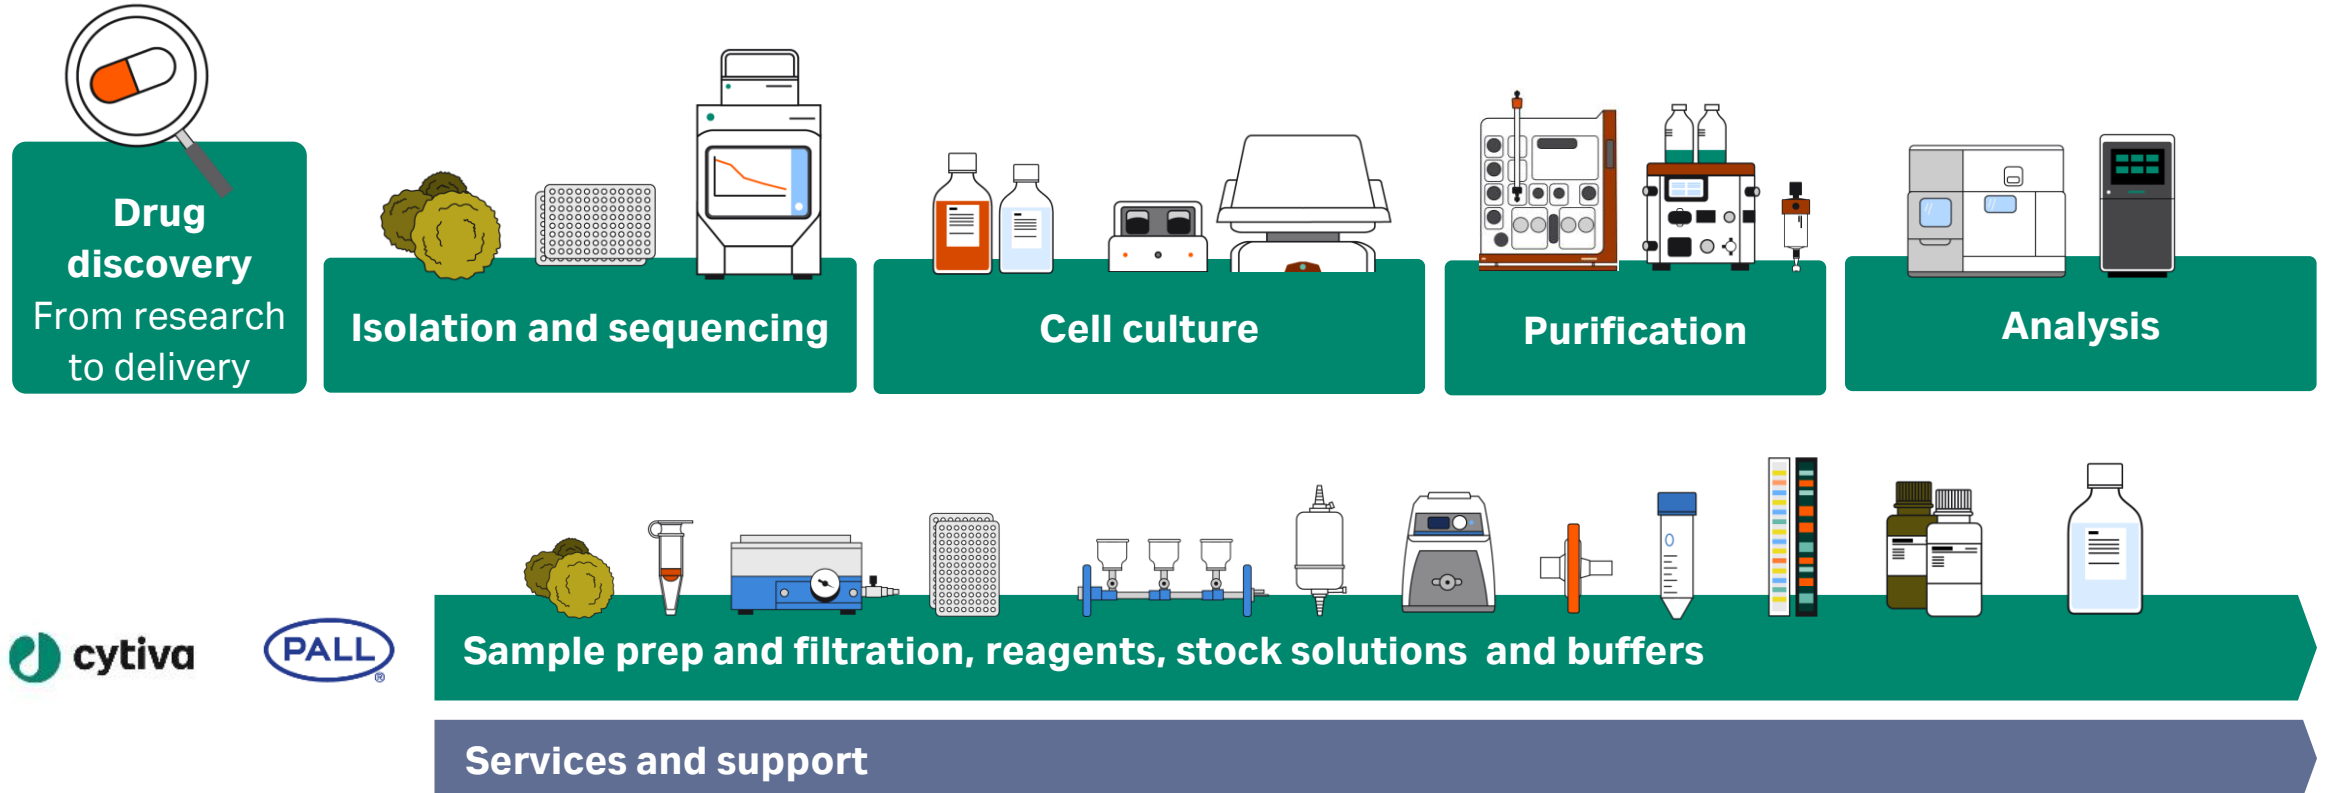 Drug
discovery
From research
to delivery
Isolation and sequencing
Cell culture
Purification
Analysis
cytiva
PALL
®
Sample prep and filtration, reagents, stock solutions and buffers
Services and support